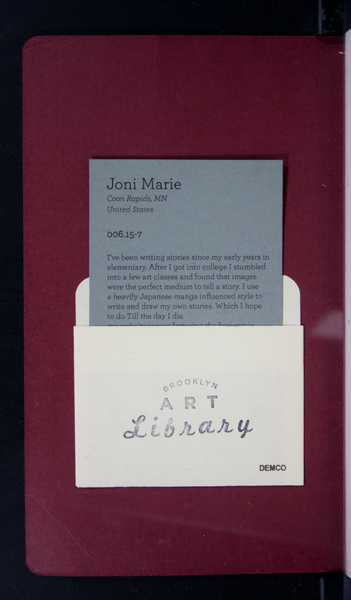 Joni Marie
Coon Rapids, MN
United States
006.15-7
I've been writing stories since my early years in
elementary. After I got into college I stumbled
into a few art classes and found that images
were the perfect medium to tell a story. I use
a heavily Japanese manga influenced style to
write and draw my own stories. Which I hope
to do Till the day I die.
BROOKLYN
ART
Library
DEMCO